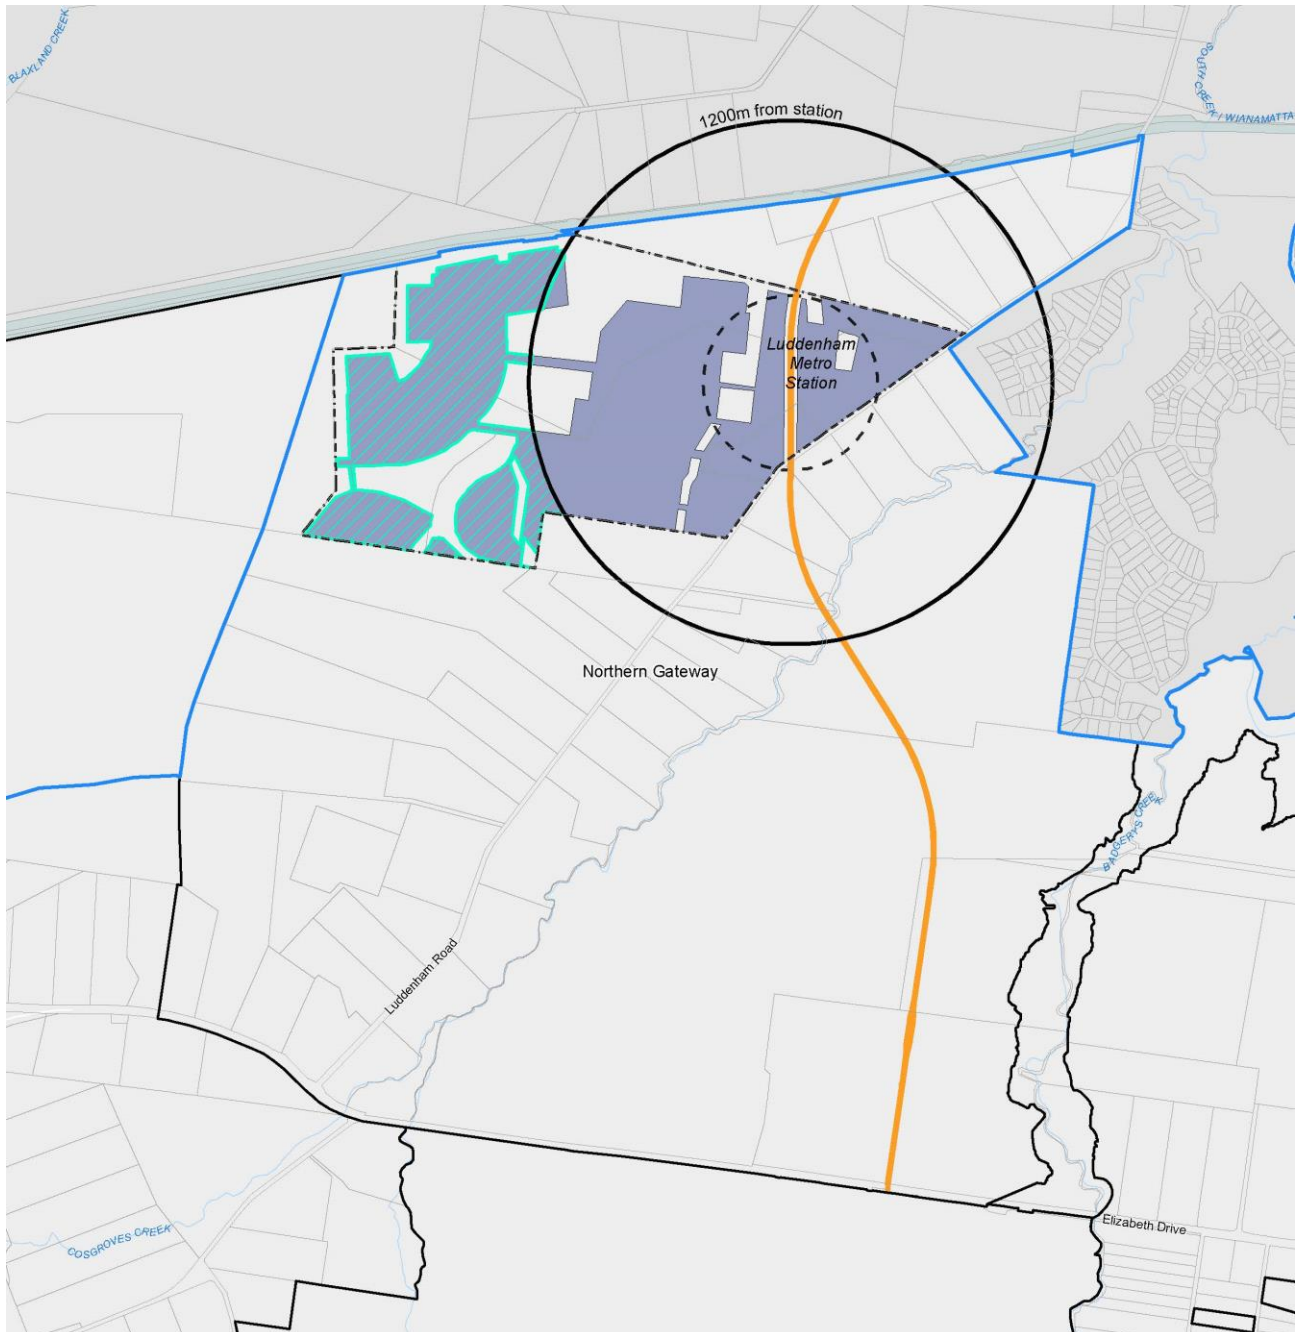 BLAXLAND CREEK
SOUTH CREEK / WIANAMATTA
1200m from station
Luddenham
Metro
Station
Northern Gateway
BADGERYS CREEK
Luddenham Road
Elizabeth Drive
COSGROVES CREEK